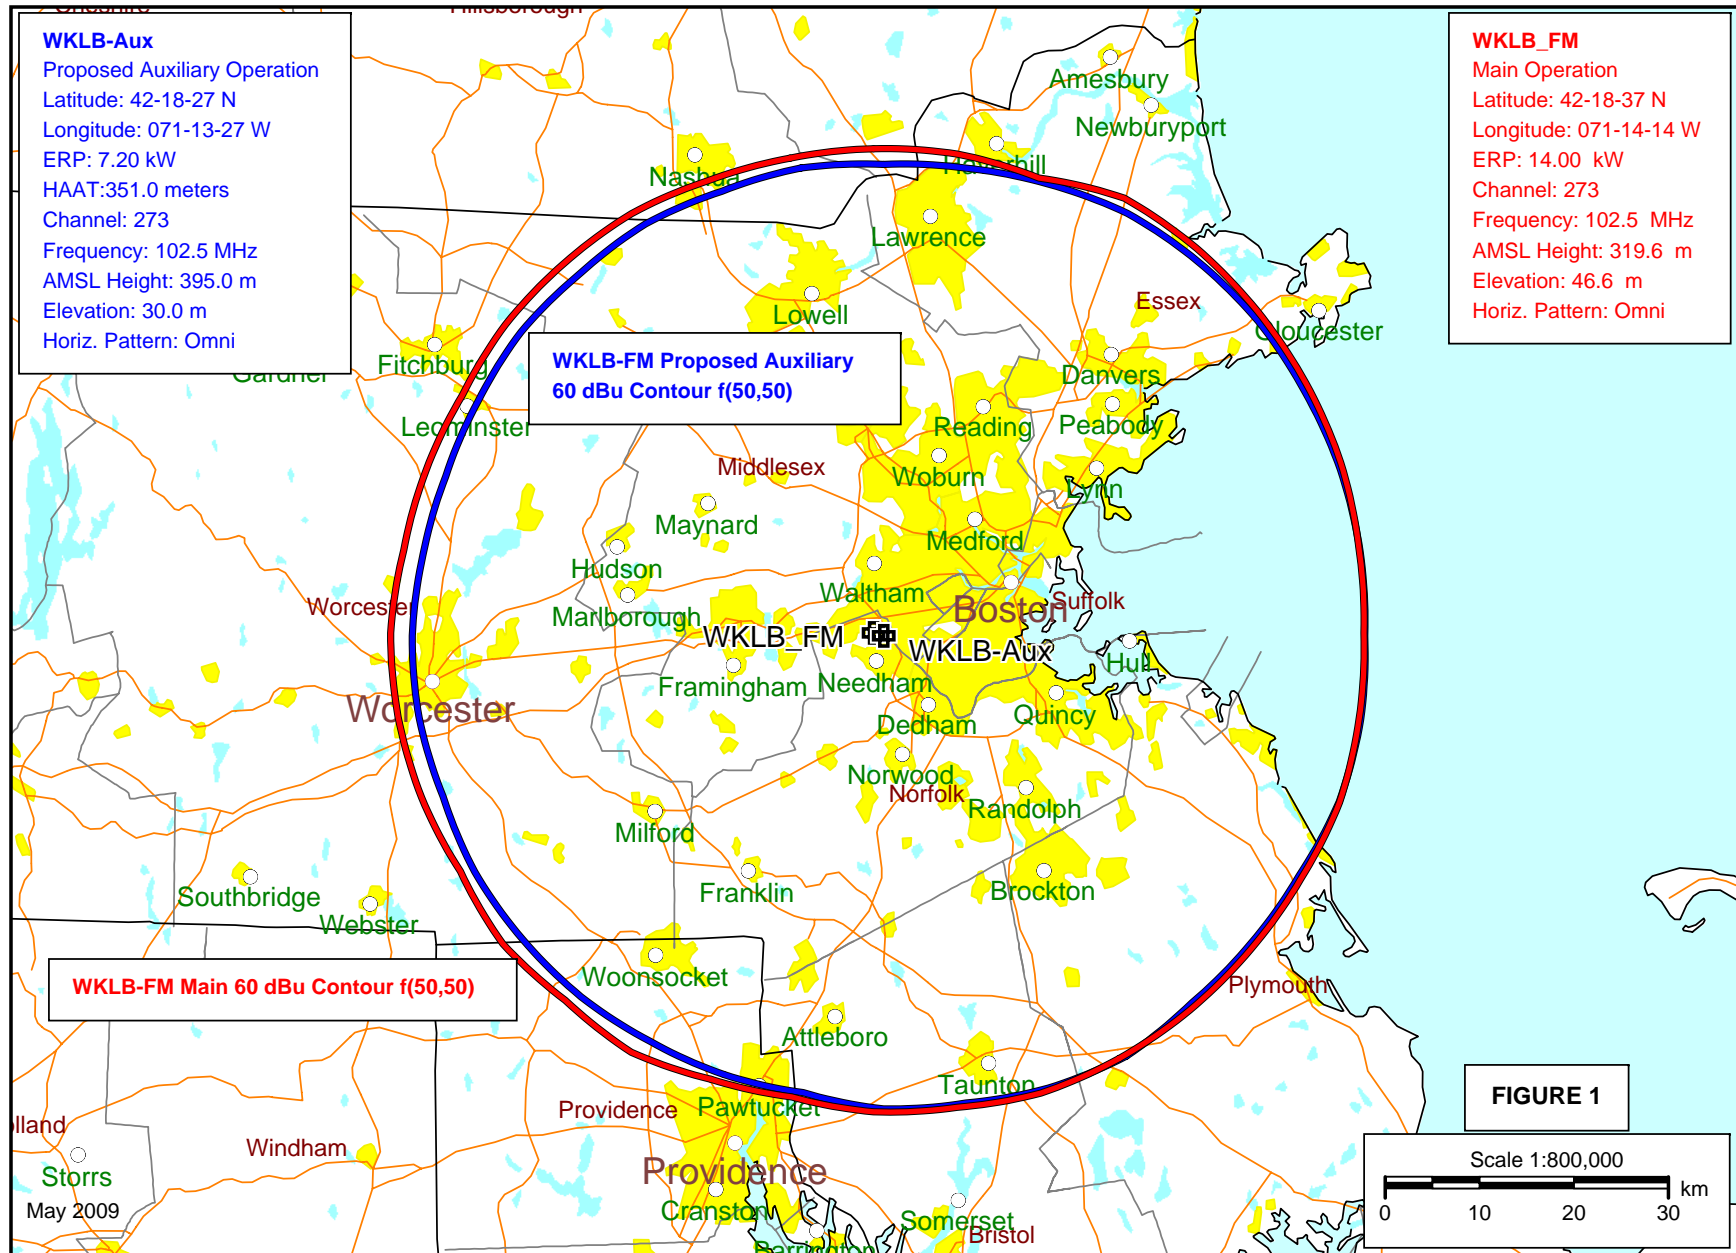 Cheshire
Hillsborough
WKLB-Aux
Proposed Auxiliary Operation
Latitude: 42-18-27 N
Longitude: 071-13-27 W
ERP: 7.20 kW
HAAT:351.0 meters
Channel: 273
Frequency: 102.5 MHz
AMSL Height: 395.0 m
Elevation: 30.0 m
Horiz. Pattern: Omni
WKLB_FM
Main Operation
Latitude: 42-18-37 N
Longitude: 071-14-14 W
ERP: 14.00 kW
Channel: 273
Frequency: 102.5 MHz
AMSL Height: 319.6 m
Elevation: 46.6 m
Horiz. Pattern: Omni
Amesbury
Newburyport
Haverhill
Nashua
Lawrence
Essex
Lowell
Gloucester
WKLB-FM Proposed Auxiliary
60 dBu Contour f(50,50)
Fitchburg
Gardner
Danvers
Leominster
Reading
Peabody
Middlesex
Woburn
Lynn
Maynard
Medford
Hudson
Waltham
Worcester
Marlborough
Boston
Suffolk
WKLB_FM
WKLB-Aux
Hull
Framingham
Needham
Worcester
Dedham
Quincy
Norwood
Norfolk
Randolph
Milford
Southbridge
Franklin
Brockton
Webster
Woonsocket
WKLB-FM Main 60 dBu Contour f(50,50)
Plymouth
Attleboro
Taunton
FIGURE 1
Providence
Pawtucket
olland
Windham
Storrs
Providence
Scale 1:800,000
km
0 10 20 30
May 2009
Cranston
Somerset
Bristol
Barrington